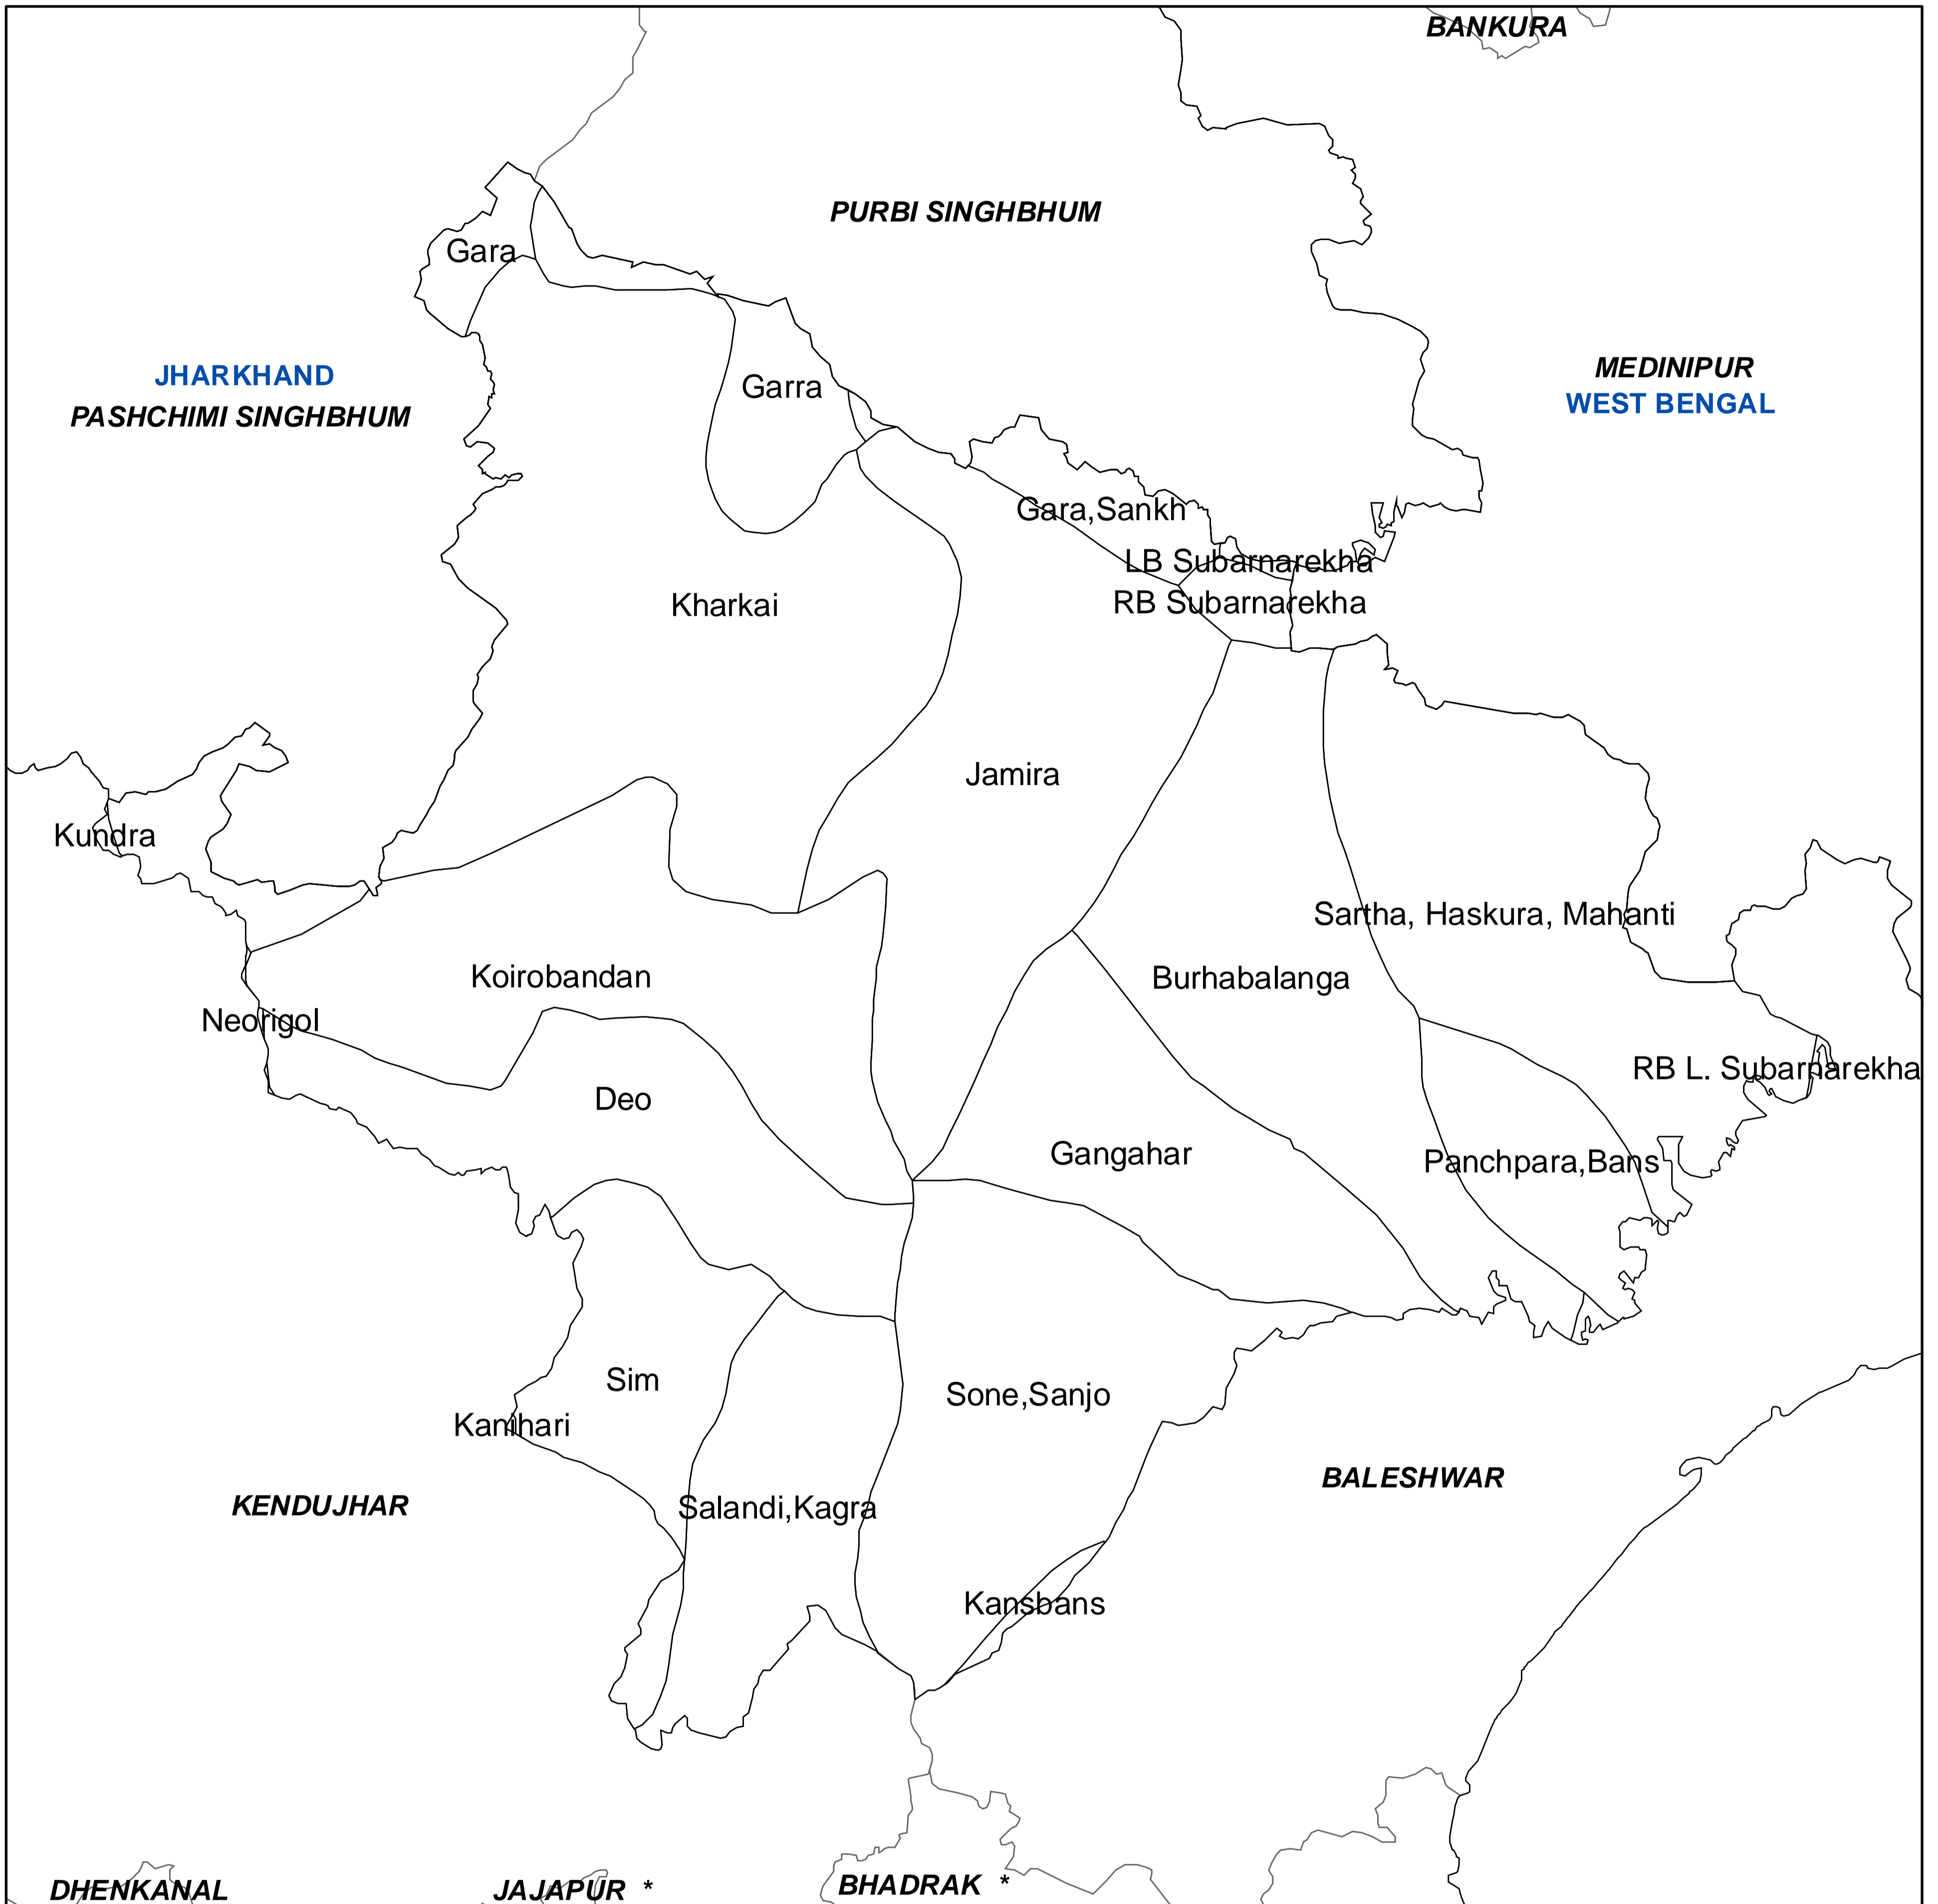 BANKURA
PURBI SINGHBHUM
Gara
JHARKHAND
PASHCHIMI SINGHBHUM
MEDINIPUR
WEST BENGAL
Garra
Gara,Sankh
LB Subarnarekha
RB Subarnarekha
Kharkai
Jamira
Kundra
Sartha, Haskura, Mahanti
Koirobandan
Burhabalanga
Neorigol
RB L. Subarnarekha
Deo
Gangahar
Panchpara,Bans
Sim
Sone,Sanjo
Kanjhari
BALESHWAR
KENDUJHAR
Salandi,Kagra
Kansbans
DHENKANAL
JAJAPUR *
BHADRAK *